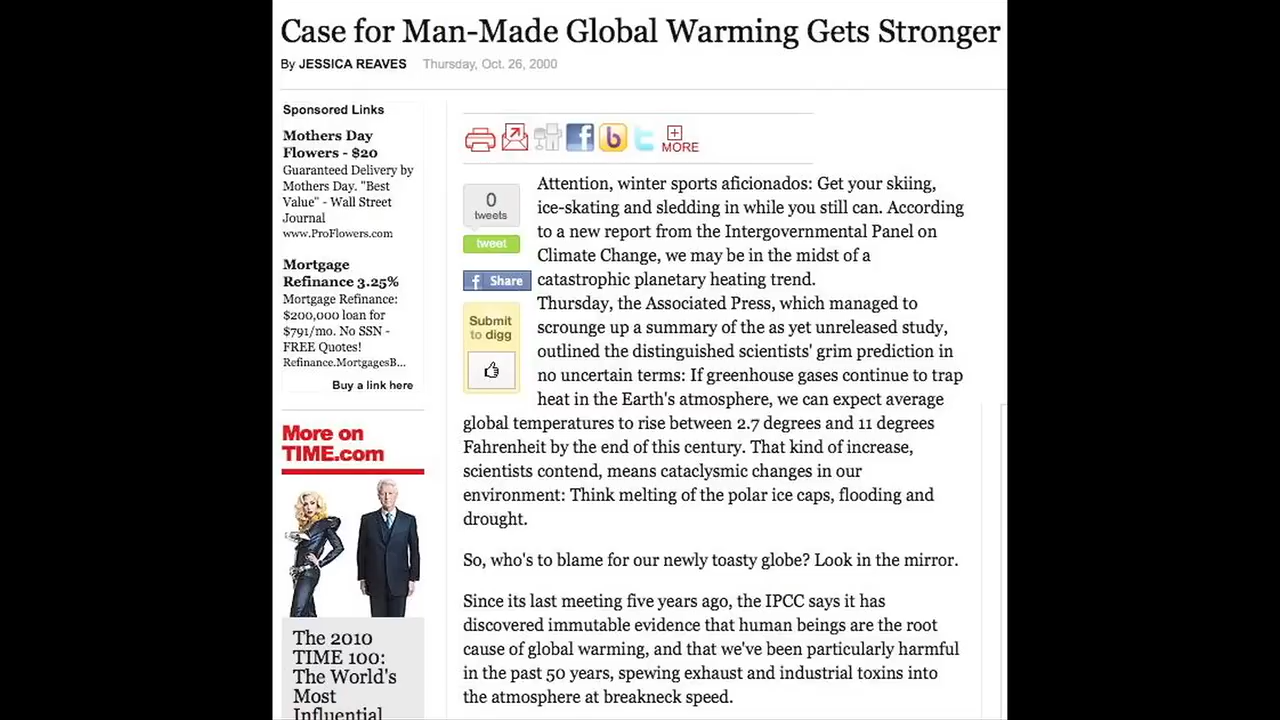 Case for Man-Made Global Warming Gets Stronger
By JESSICA REAVES Thursday, Oct. 26, 2000
Sponsored Links
Mothers Day
Flowers - $20
Guaranteed Delivery by
Mothers Day. "Best
Value" - Wall Street
Journal
www.ProFlowers.com
Mortgage
Refinance 3.25%
Mortgage Refinance:
$200,000 loan for
$791/mo. No SSN -
FREE Quotes!
Refinance.MortgagesB...
Buy a link here
More on
TIME.com
The 2010
TIME 100:
The World's
Most
Influential
MORE
0
tweets
tweet
Share
Submit
to digg
Attention, winter sports aficionados: Get your skiing,
ice-skating and sledding in while you still can. According
to a new report from the Intergovernmental Panel on
Climate Change, we may be in the midst of a
catastrophic planetary heating trend.
Thursday, the Associated Press, which managed to
scrounge up a summary of the as yet unreleased study,
outlined the distinguished scientists' grim prediction in
no uncertain terms: If greenhouse gases continue to trap
heat in the Earth's atmosphere, we can expect average
global temperatures to rise between 2.7 degrees and 11 degrees
Fahrenheit by the end of this century. That kind of increase,
scientists contend, means cataclysmic changes in our
environment: Think melting of the polar ice caps, flooding and
drought.
So, who's to blame for our newly toasty globe? Look in the mirror.
Since its last meeting five years ago, the IPCC says it has
discovered immutable evidence that human beings are the root
cause of global warming, and that we've been particularly harmful
in the past 50 years, spewing exhaust and industrial toxins into
the atmosphere at breakneck speed.